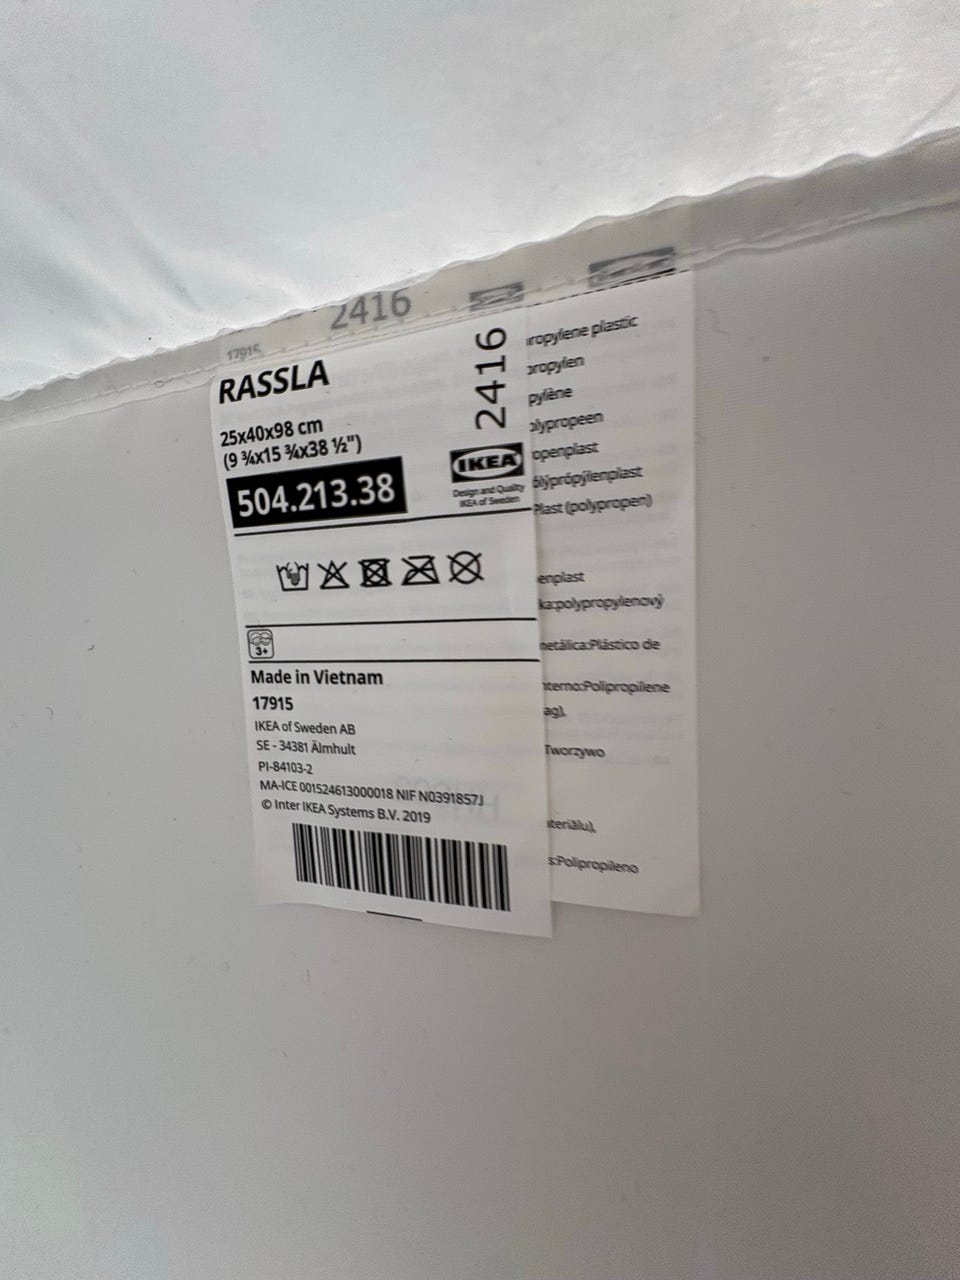 2416
17915
RASSLA
2416
25x40x98 cm
(9 ¾x15 ¾x38 ½")
504.213.38
IKEA
Design and Quality
IKEA of Sweden
3+
Made in Vietnam
17915
IKEA of Sweden AB
SE - 34381 Älmhult
PI-84103-2
MA-ICE 001524613000018 NIF N0391857J
© Inter IKEA Systems B.V. 2019
ropylene plastic
propylen
pylène
olypropeen
openplast
ólýprópýlenplast
Plast (polypropen)
enplast
ka:polypropylenový
netálica:Plástico de
nterno:Polipropilene
ag),
Tworzywo
ateriālu),
s:Polipropileno